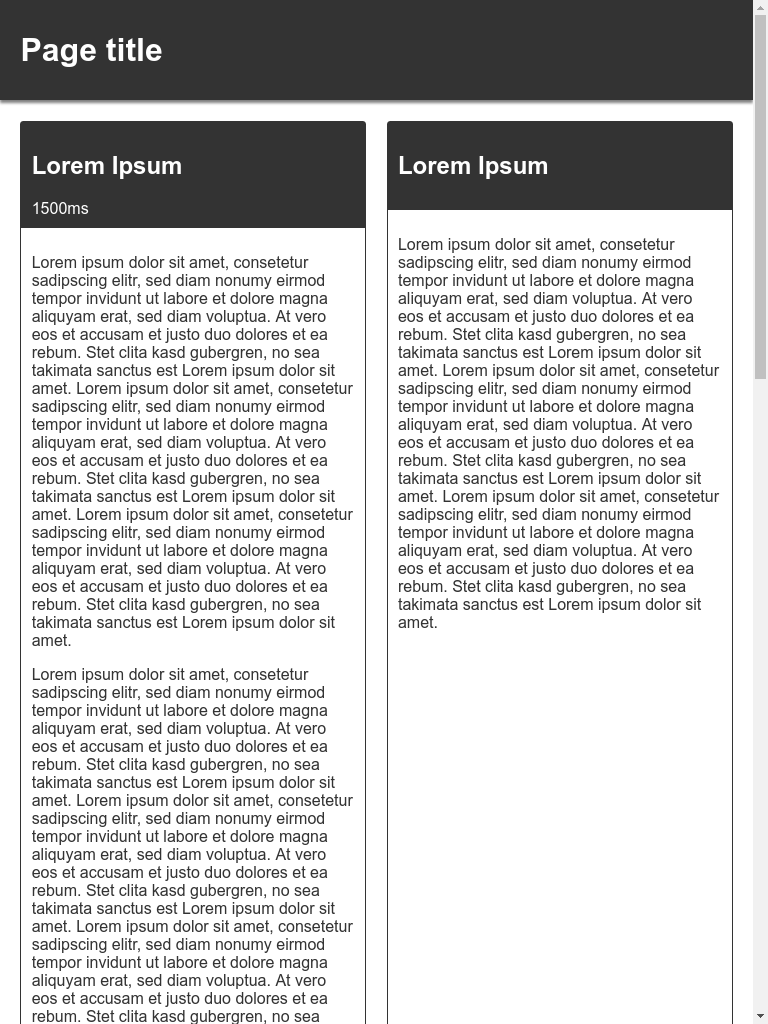 Page title
Lorem Ipsum
1500ms
Lorem ipsum dolor sit amet, consetetur
sadipscing elitr, sed diam nonumy eirmod
tempor invidunt ut labore et dolore magna
aliquyam erat, sed diam voluptua. At vero
eos et accusam et justo duo dolores et ea
rebum. Stet clita kasd gubergren, no sea
takimata sanctus est Lorem ipsum dolor sit
amet. Lorem ipsum dolor sit amet, consetetur
sadipscing elitr, sed diam nonumy eirmod
tempor invidunt ut labore et dolore magna
aliquyam erat, sed diam voluptua. At vero
eos et accusam et justo duo dolores et ea
rebum. Stet clita kasd gubergren, no sea
takimata sanctus est Lorem ipsum dolor sit
amet. Lorem ipsum dolor sit amet, consetetur
sadipscing elitr, sed diam nonumy eirmod
tempor invidunt ut labore et dolore magna
aliquyam erat, sed diam voluptua. At vero
eos et accusam et justo duo dolores et ea
rebum. Stet clita kasd gubergren, no sea
takimata sanctus est Lorem ipsum dolor sit
amet.
Lorem ipsum dolor sit amet, consetetur
sadipscing elitr, sed diam nonumy eirmod
tempor invidunt ut labore et dolore magna
aliquyam erat, sed diam voluptua. At vero
eos et accusam et justo duo dolores et ea
rebum. Stet clita kasd gubergren, no sea
takimata sanctus est Lorem ipsum dolor sit
amet. Lorem ipsum dolor sit amet, consetetur
sadipscing elitr, sed diam nonumy eirmod
tempor invidunt ut labore et dolore magna
aliquyam erat, sed diam voluptua. At vero
eos et accusam et justo duo dolores et ea
rebum. Stet clita kasd gubergren, no sea
takimata sanctus est Lorem ipsum dolor sit
amet. Lorem ipsum dolor sit amet, consetetur
sadipscing elitr, sed diam nonumy eirmod
tempor invidunt ut labore et dolore magna
aliquyam erat, sed diam voluptua. At vero
eos et accusam et justo duo dolores et ea
rebum. Stet clita kasd gubergren, no sea
Lorem Ipsum
Lorem ipsum dolor sit amet, consetetur
sadipscing elitr, sed diam nonumy eirmod
tempor invidunt ut labore et dolore magna
aliquyam erat, sed diam voluptua. At vero
eos et accusam et justo duo dolores et ea
rebum. Stet clita kasd gubergren, no sea
takimata sanctus est Lorem ipsum dolor sit
amet. Lorem ipsum dolor sit amet, consetetur
sadipscing elitr, sed diam nonumy eirmod
tempor invidunt ut labore et dolore magna
aliquyam erat, sed diam voluptua. At vero
eos et accusam et justo duo dolores et ea
rebum. Stet clita kasd gubergren, no sea
takimata sanctus est Lorem ipsum dolor sit
amet. Lorem ipsum dolor sit amet, consetetur
sadipscing elitr, sed diam nonumy eirmod
tempor invidunt ut labore et dolore magna
aliquyam erat, sed diam voluptua. At vero
eos et accusam et justo duo dolores et ea
rebum. Stet clita kasd gubergren, no sea
takimata sanctus est Lorem ipsum dolor sit
amet.